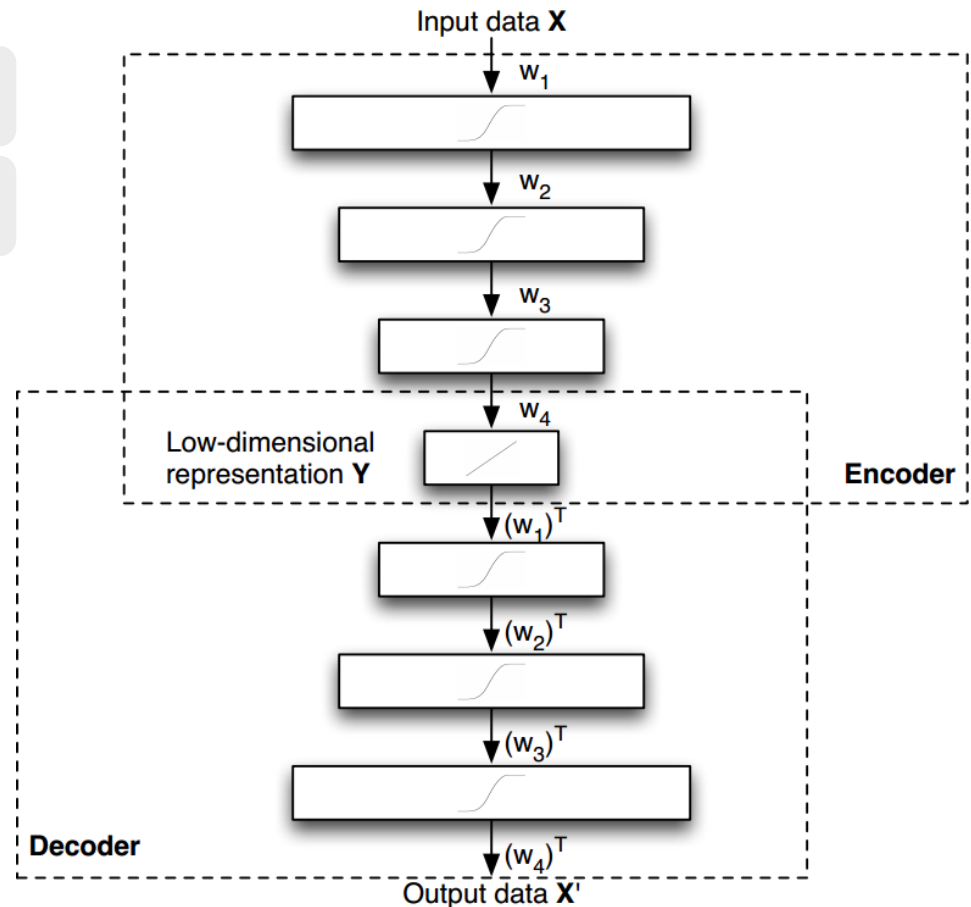 Input data X
w1
w2
w3
w4
Low-dimensional
representation Y
Encoder
(w1)T
(w2)T
(w3)T
Decoder
(w4)T
Output data X'